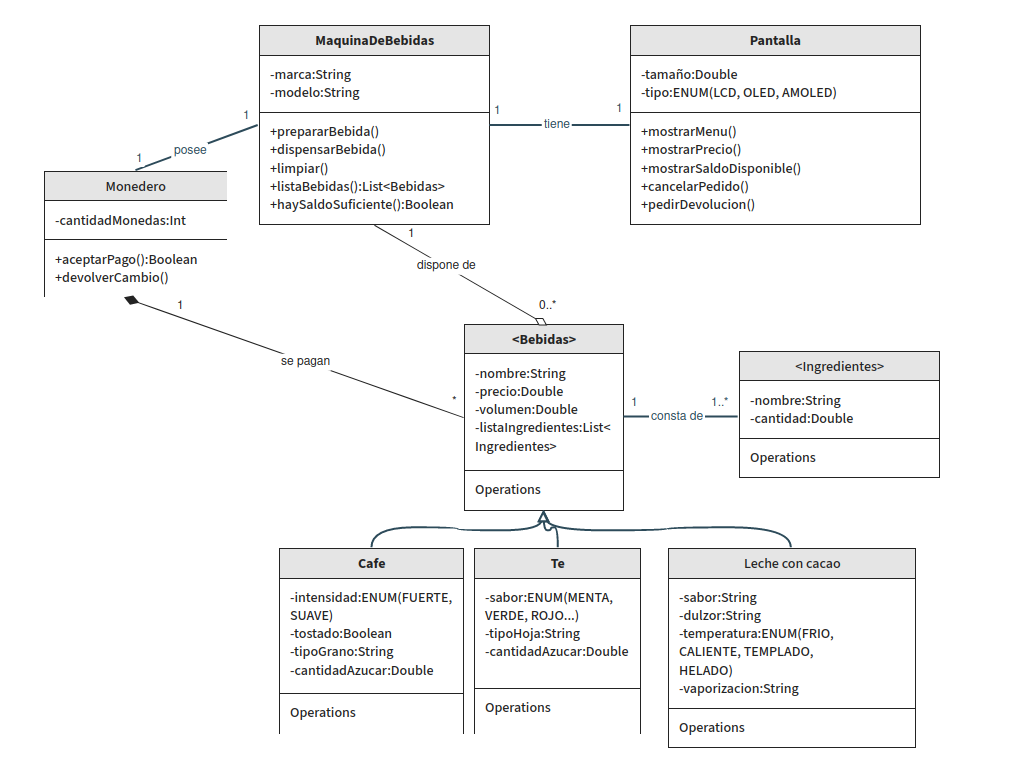 MaquinaDeBebidas
-marca:String
-modelo:String
+prepararBebida()
+dispensarBebida()
+limpiar()
+listaBebidas():List<Bebidas>
+haySaldoSuficiente():Boolean
Pantalla
-tamaño:Double
-tipo:ENUM(LCD, OLED, AMOLED)
+mostrarMenu()
+mostrarPrecio()
+mostrarSaldoDisponible()
+cancelarPedido()
+pedirDevolucion()
1
tiene
1
1
posee
1
Monedero
-cantidadMonedas:Int
+aceptarPago():Boolean
+devolverCambio()
1
dispone de
0..*
1
se pagan
*
<Bebidas>
-nombre:String
-precio:Double
-volumen:Double
-listaIngredientes:List<
Ingredientes>
Operations
1
consta de
1..*
<Ingredientes>
-nombre:String
-cantidad:Double
Operations
Cafe
-intensidad:ENUM(FUERTE,
SUAVE)
-tostado:Boolean
-tipoGrano:String
-cantidadAzucar:Double
Operations
Te
-sabor:ENUM(MENTA,
VERDE, ROJO...)
-tipoHoja:String
-cantidadAzucar:Double
Operations
Leche con cacao
-sabor:String
-dulzor:String
-temperatura:ENUM(FRIO,
CALIENTE, TEMPLADO,
HELADO)
-vaporizacion:String
Operations